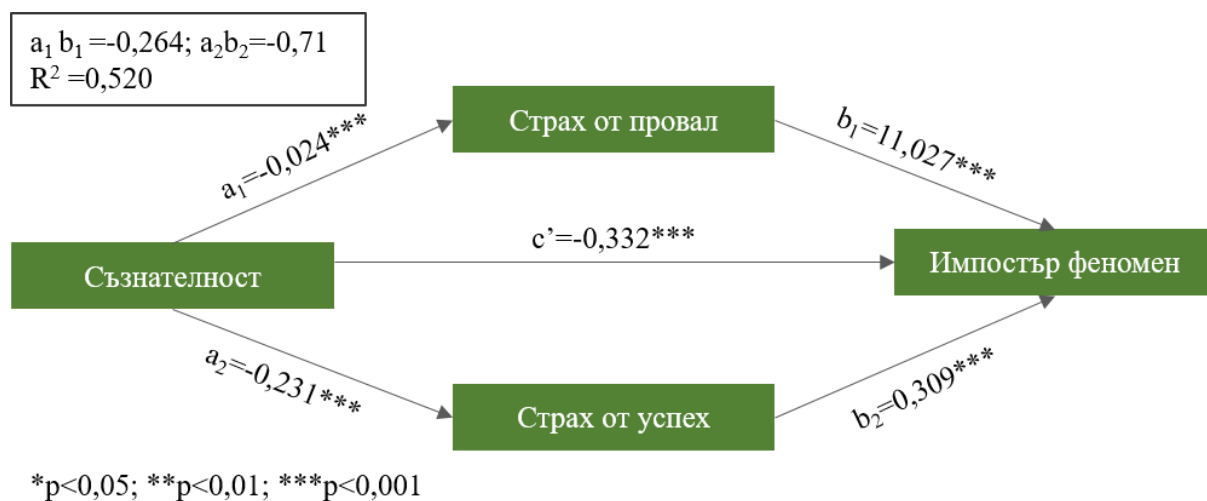 a₁ b₁ =-0,264; a₂b₂=-0,71
R² =0,520
Страх от провал
a₁=-0,024***
b₁=11,027***
c’=-0,332***
Съзнателност
Импостър феномен
a₂=-0,231***
Страх от успех
b₂=0,309***
*p<0,05; **p<0,01; ***p<0,001